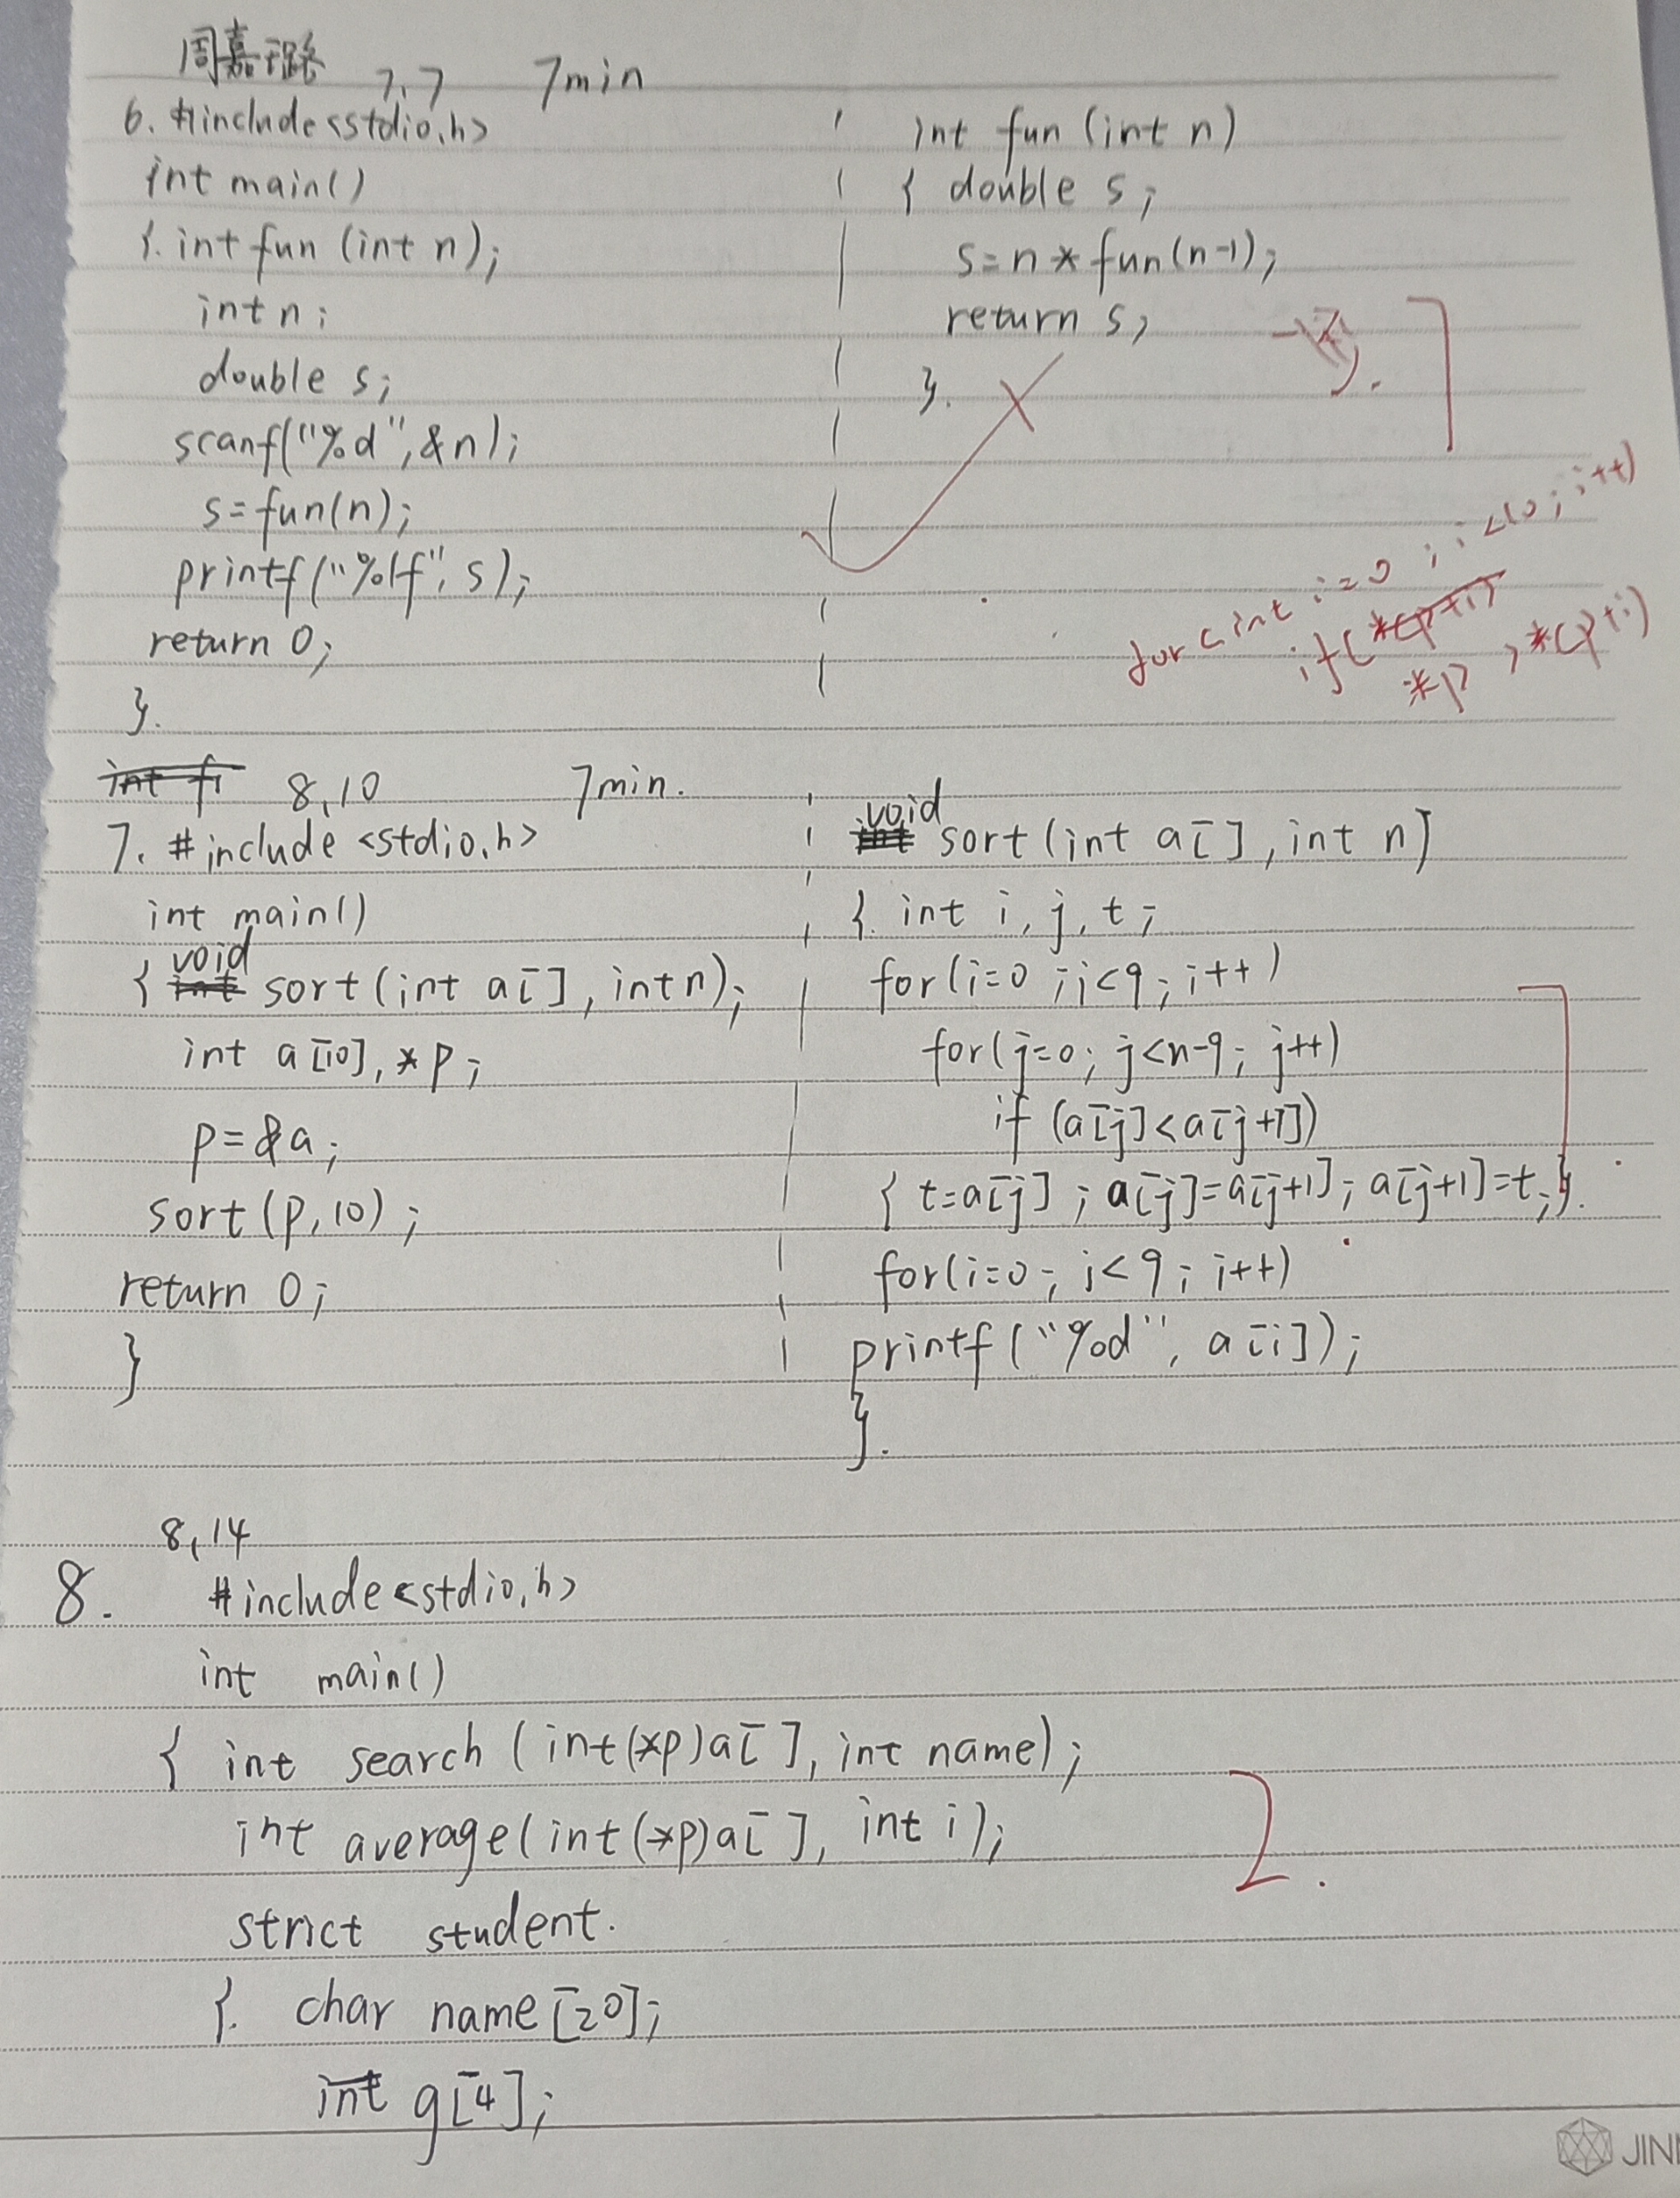 周嘉璐
7.7 7min
6. #include<stdio.h>
int main()
{. int fun (int n);
int n;
double s;
scanf("%d",&n);
s=fun(n);
printf("%lf",s);
return 0;
}.
int fun (int n)
{ double s;
s=n*fun(n-1);
return s;
}.
for(int i=0;i<10;i++)
if(*(p+i)
*p,*(p+i)
int f1 8,10 7min.
7. #include <stdio.h>
int main()
void
{ int sort(int a[],int n);
int a[10],*p;
p=&a;
sort(p,10);
return 0;
}
void
int sort(int a[],int n]
{. int i,j,t;
for(i=0;i<9;i++)
for(j=0;j<n-9;j++)
if (a[j]<a[j+1])
{ t=a[j]; a[j]=a[j+1]; a[j+1]=t;}.
for(i=0;i<9;i++)
printf("%d", a[i]);
}.
8,14
8. #include<stdio.h>
int main()
{ int search (int(*p)a[],int name);
int average(int(*p)a[], int i);
strict student.
{. char name[20];
int g[4];
2.
JIN